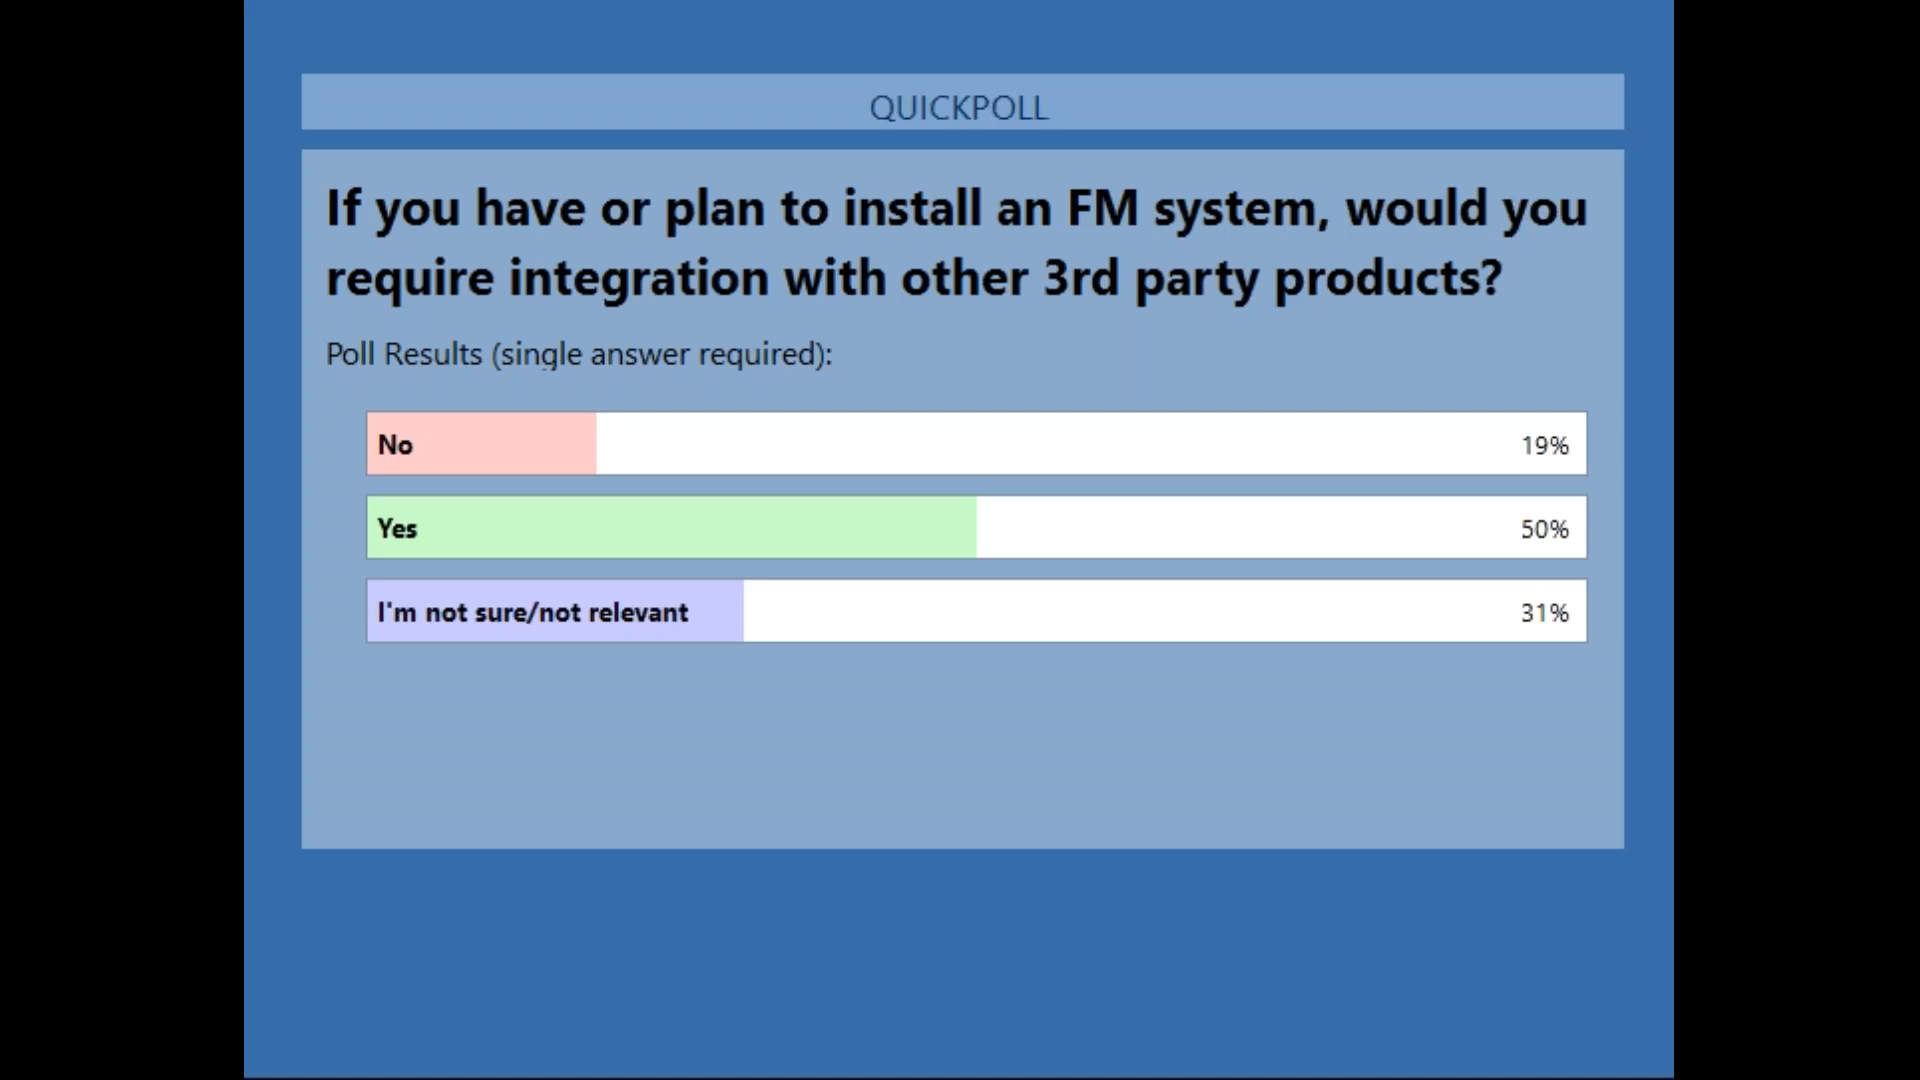 QUICKPOLL
If you have or plan to install an FM system, would you
require integration with other 3rd party products?
Poll Results (single answer required):
No 19%
Yes 50%
I'm not sure/not relevant 31%